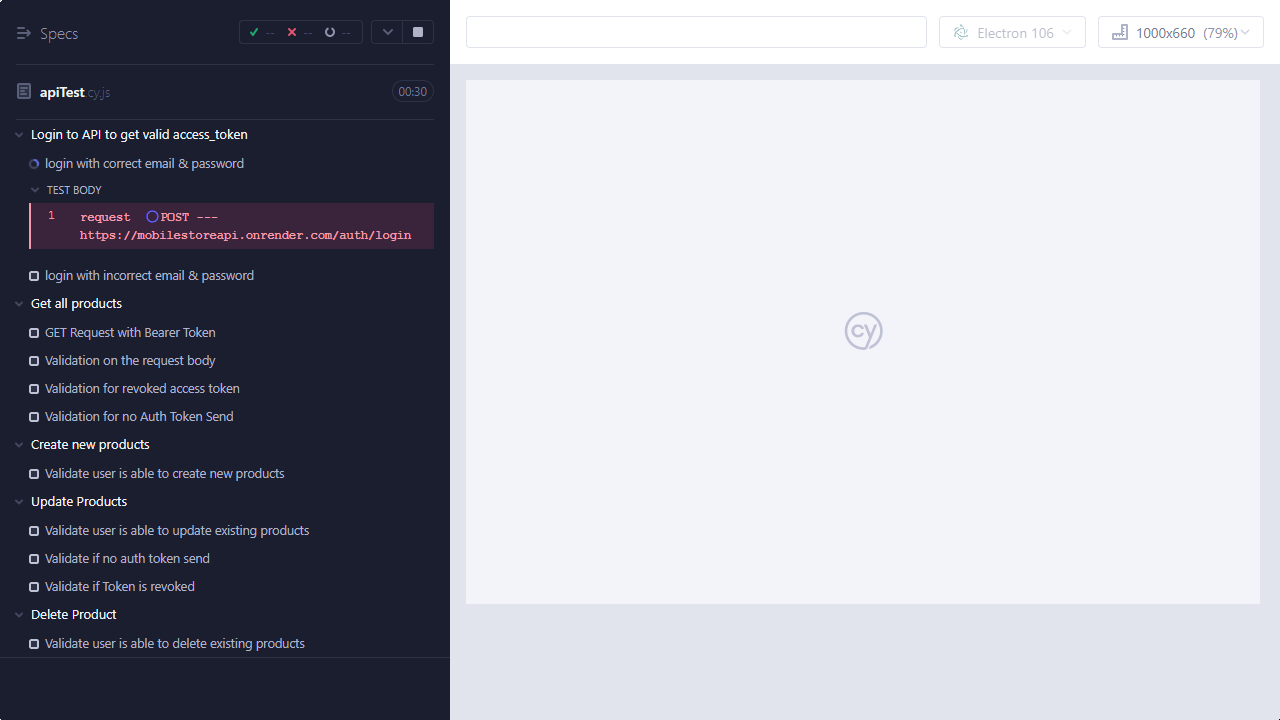 Specs
-- -- --
apiTest.cy.js
00:30
Login to API to get valid access_token
login with correct email & password
TEST BODY
1 request POST ---
https://mobilestoreapi.onrender.com/auth/login
login with incorrect email & password
Get all products
GET Request with Bearer Token
Validation on the request body
Validation for revoked access token
Validation for no Auth Token Send
Create new products
Validate user is able to create new products
Update Products
Validate user is able to update existing products
Validate if no auth token send
Validate if Token is revoked
Delete Product
Validate user is able to delete existing products
Electron 106
1000x660 (79%)
cy